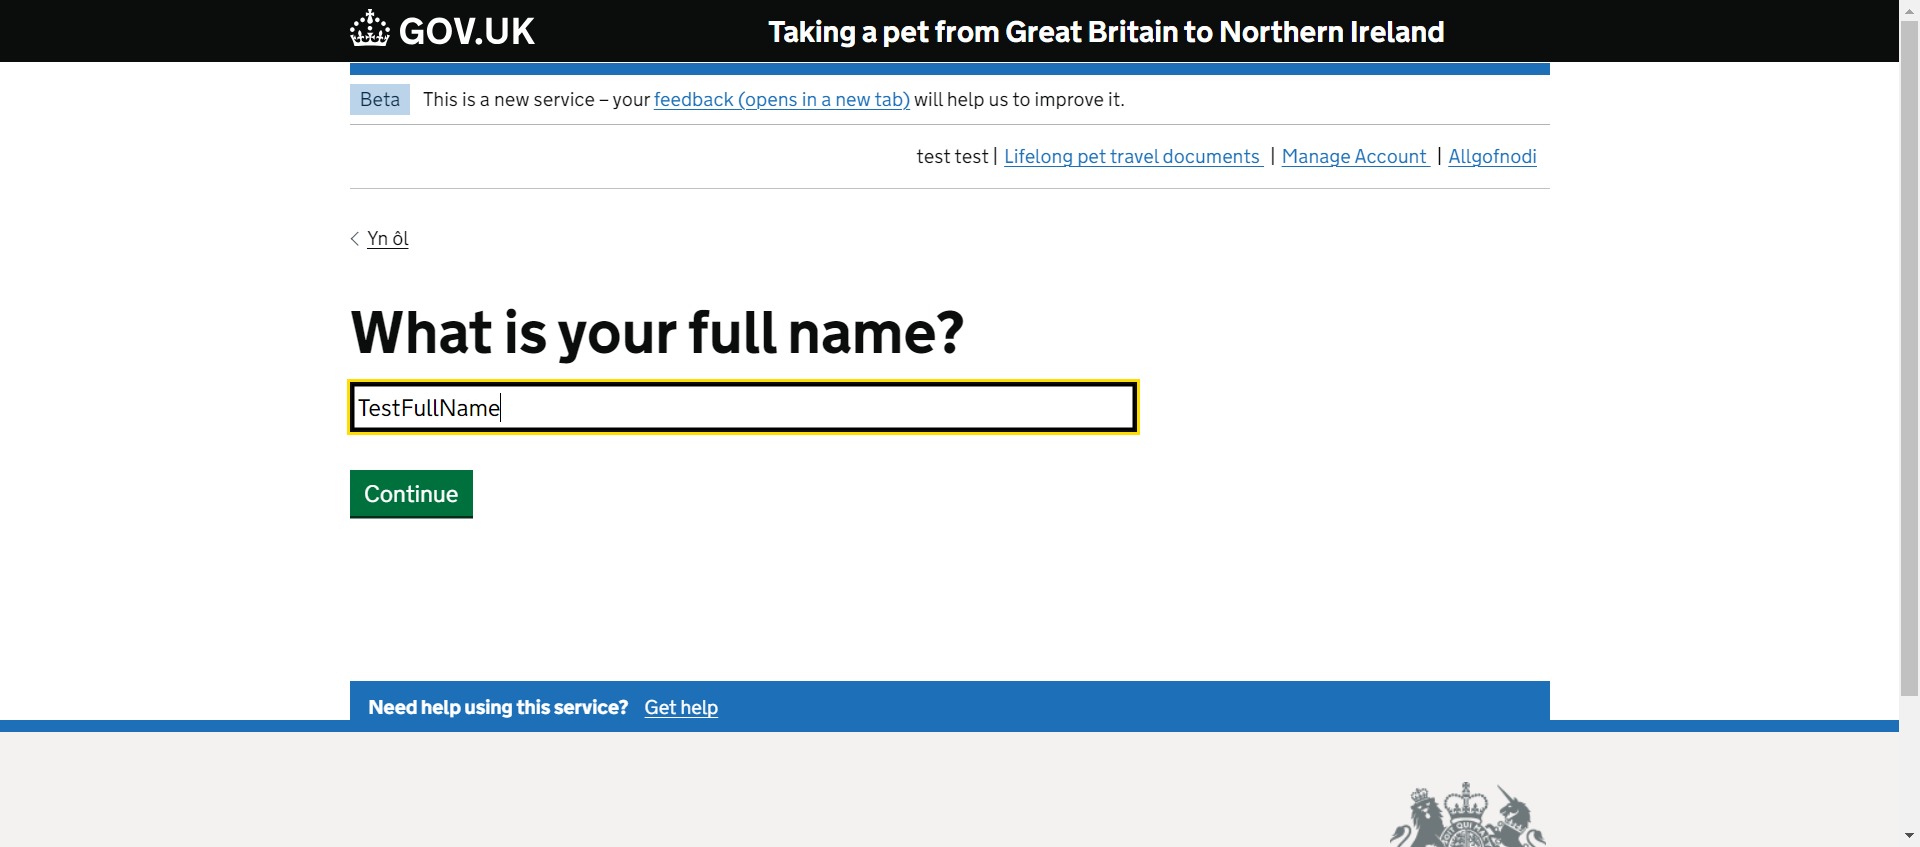 GOV.UK
Taking a pet from Great Britain to Northern Ireland
Beta This is a new service – your feedback (opens in a new tab) will help us to improve it.
test test | Lifelong pet travel documents | Manage Account | Allgofnodi
Yn ôl
What is your full name?
TestFullName
Continue
Need help using this service? Get help